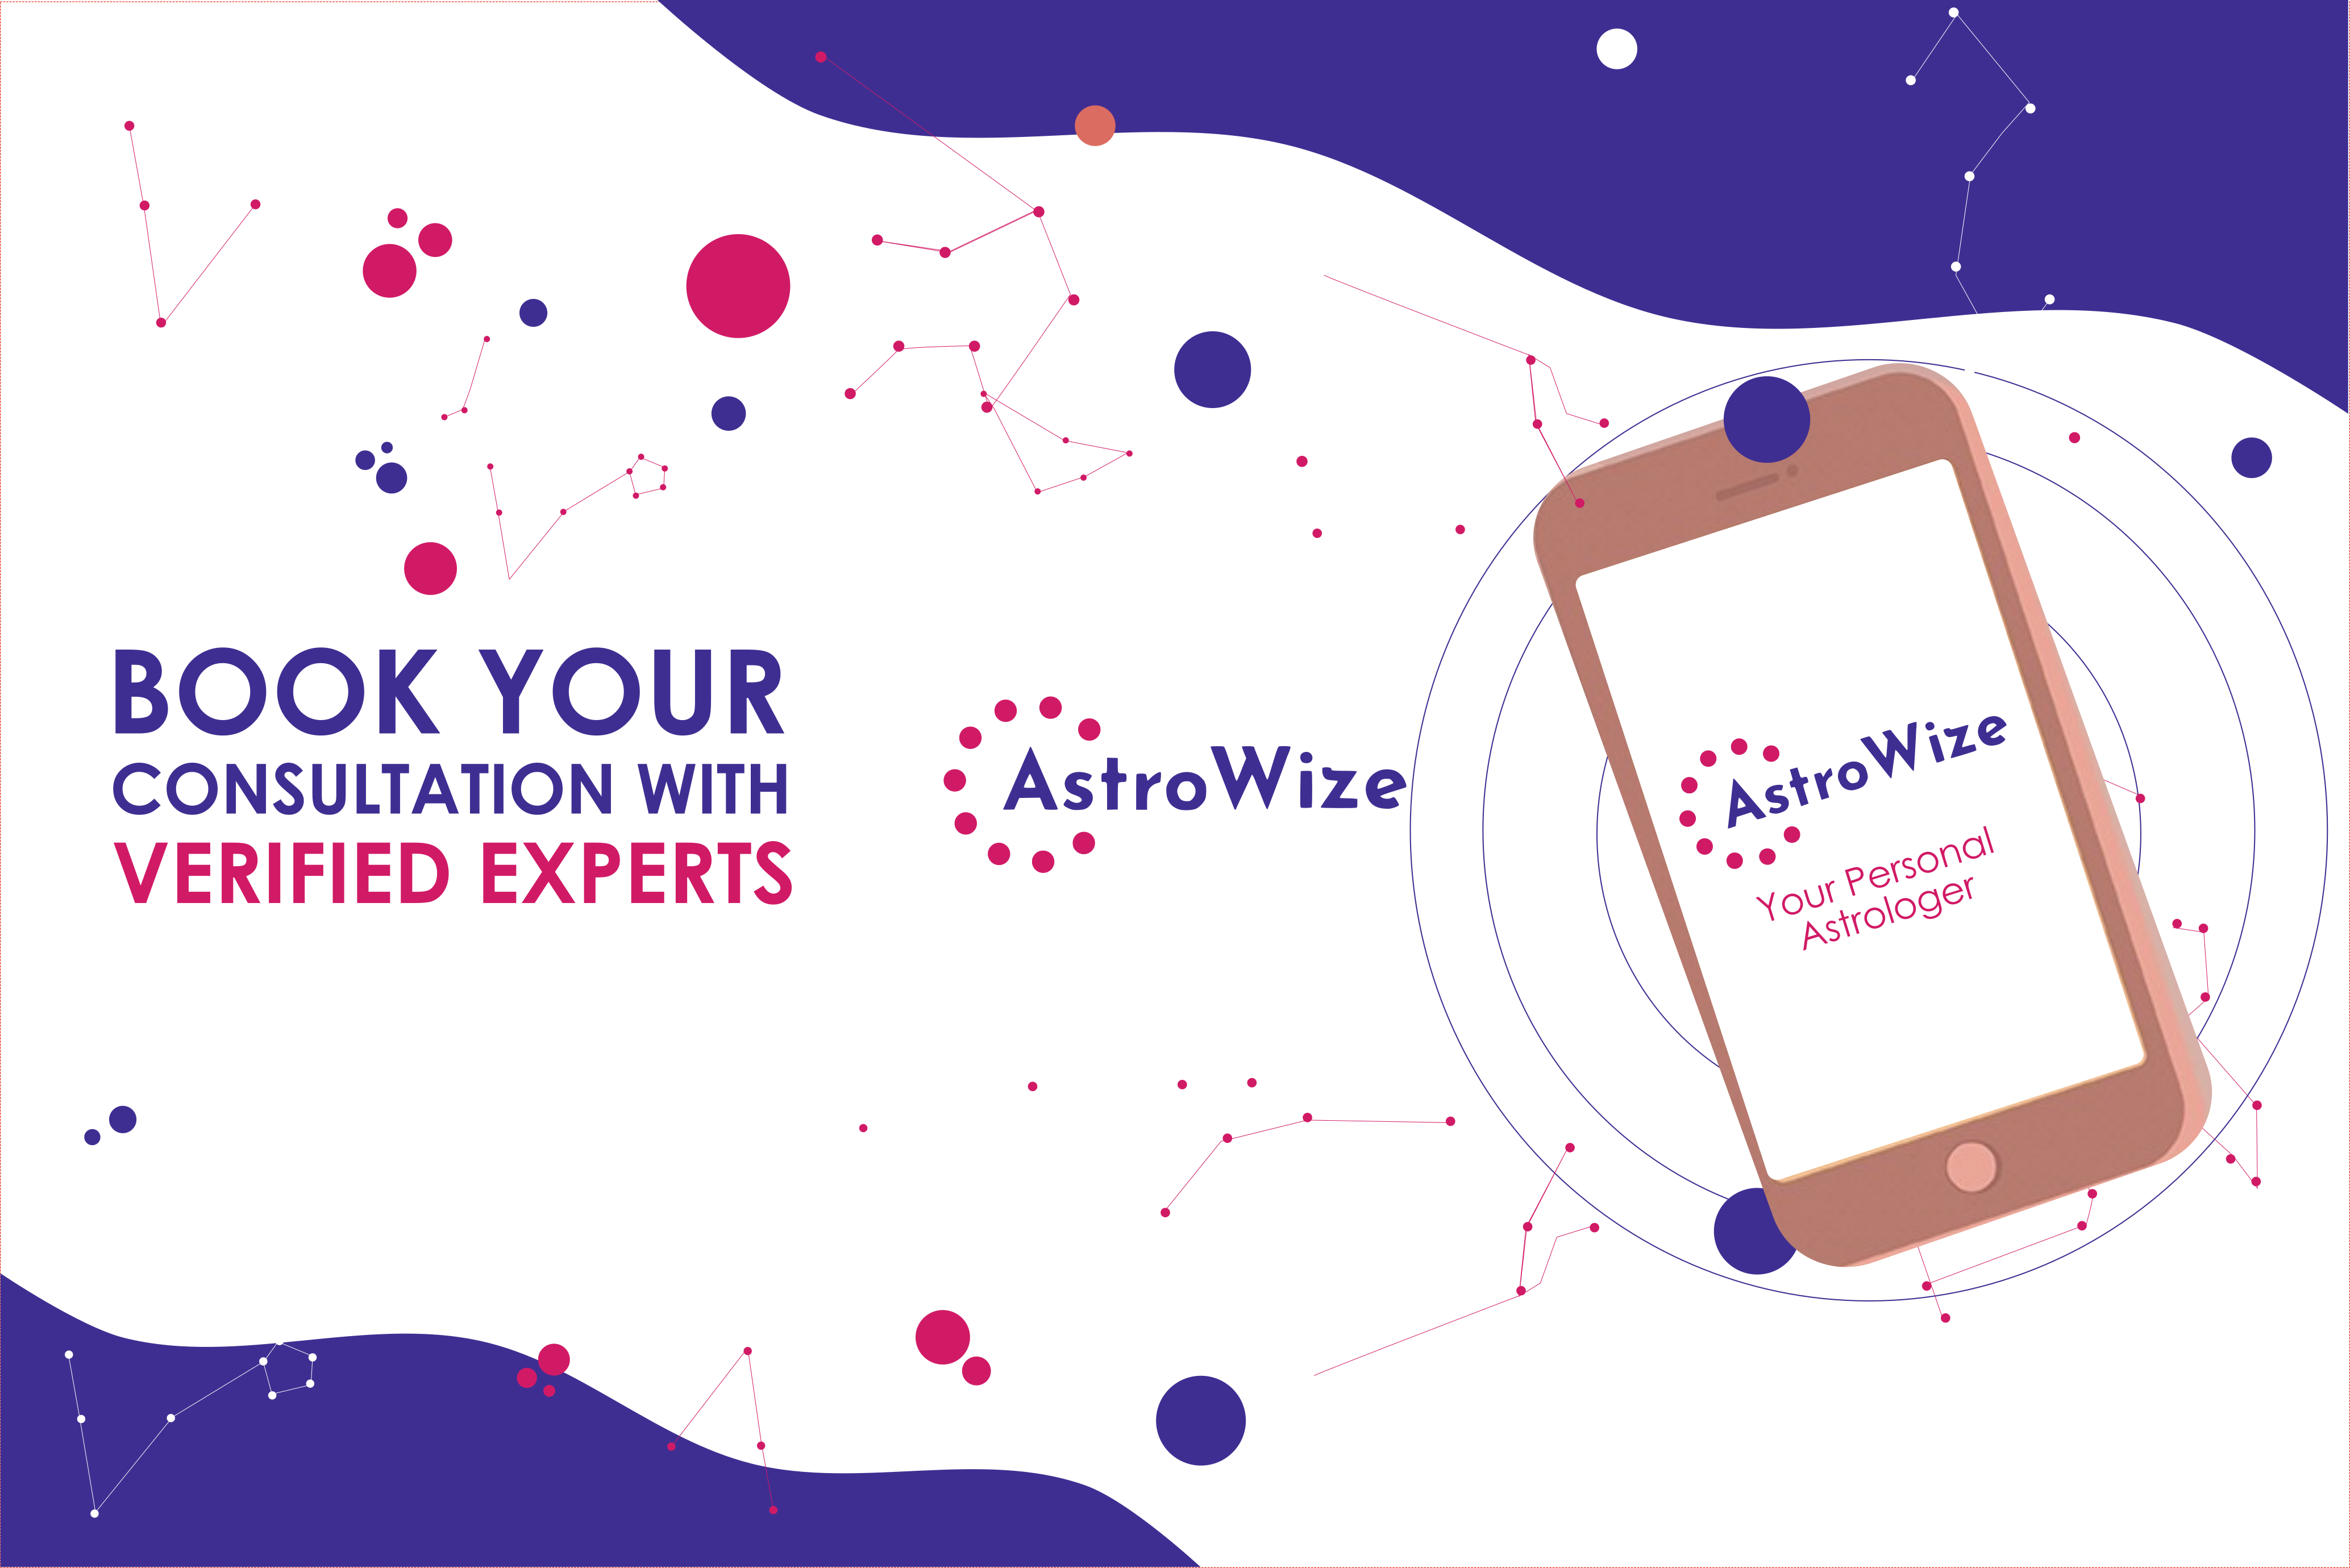 BOOK YOUR
CONSULTATION WITH
VERIFIED EXPERTS
AstroWize
AstroWize
Your Personal
Astrologer